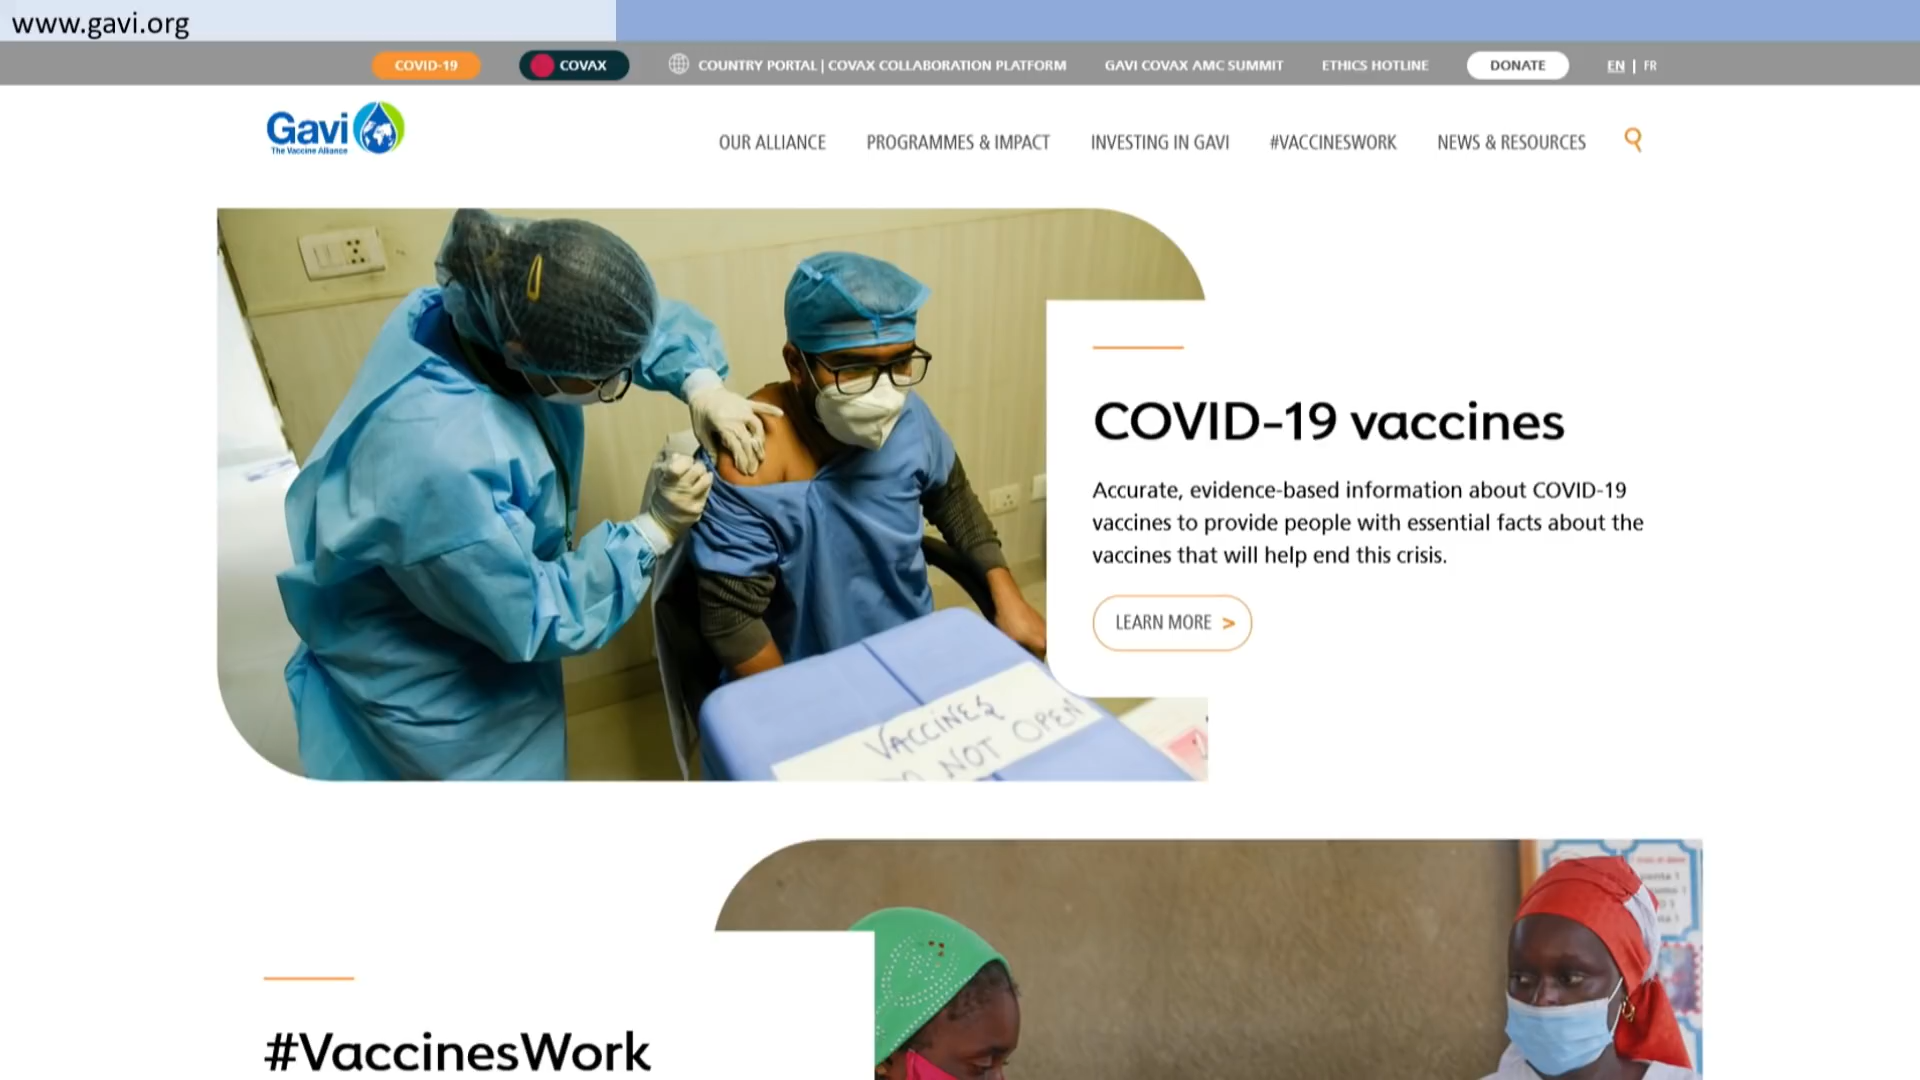 www.gavi.org
COVID-19
COVAX
COUNTRY PORTAL | COVAX COLLABORATION PLATFORM
GAVI COVAX AMC SUMMIT
ETHICS HOTLINE
DONATE
EN | FR
Gavi
The Vaccine Alliance
OUR ALLIANCE
PROGRAMMES & IMPACT
INVESTING IN GAVI
#VACCINESWORK
NEWS & RESOURCES
COVID-19 vaccines
Accurate, evidence-based information about COVID-19
vaccines to provide people with essential facts about the
vaccines that will help end this crisis.
LEARN MORE >
VACCINES
DO NOT OPEN
#VaccinesWork